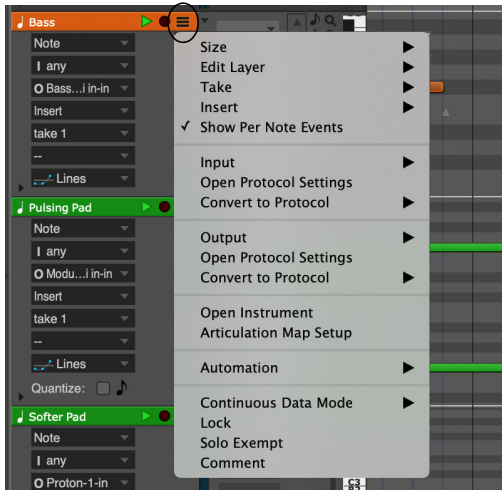 Bass
Note
I any
O Bass...i in-in
Insert
take 1
--
Lines
Pulsing Pad
Note
I any
O Modu...i in-in
Insert
take 1
--
Lines
Quantize:
Softer Pad
Note
I any
O Proton-1-in
Size
Edit Layer
Take
Insert
✓ Show Per Note Events
Input
Open Protocol Settings
Convert to Protocol
Output
Open Protocol Settings
Convert to Protocol
Open Instrument
Articulation Map Setup
Automation
Continuous Data Mode
Lock
Solo Exempt
Comment
C3